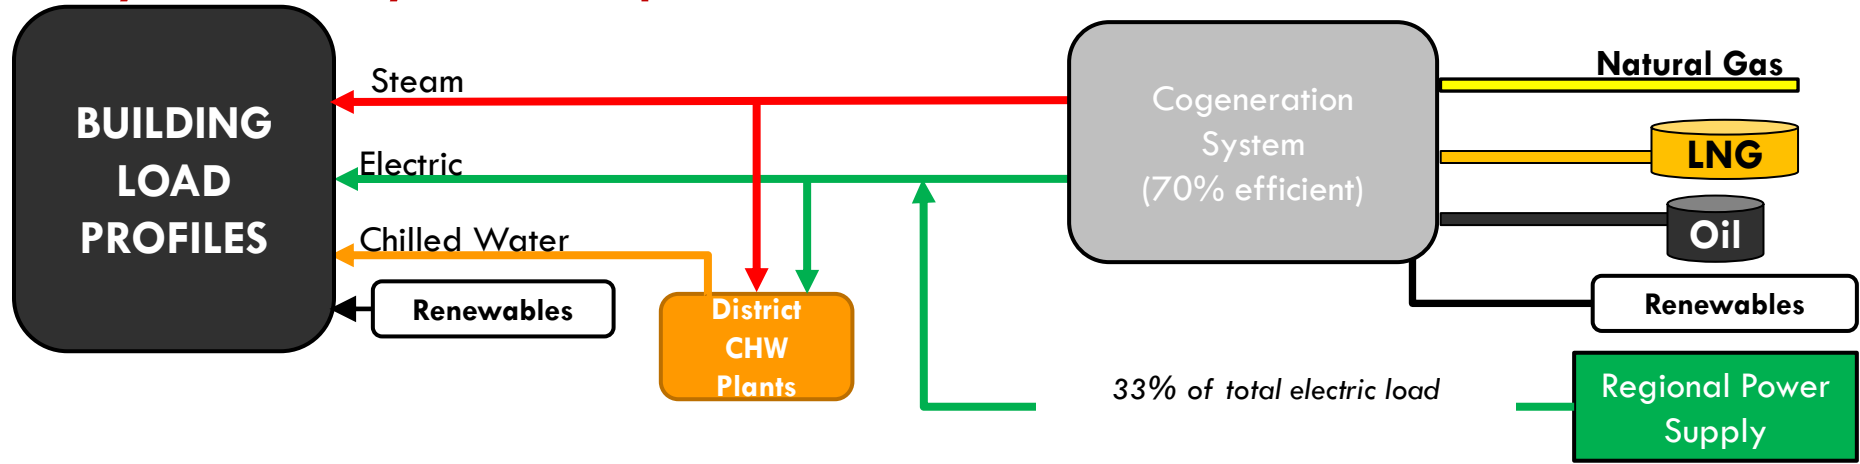 BUILDING
LOAD
PROFILES
Steam
Electric
Chilled Water
Renewables
District
CHW
Plants
Cogeneration
System
(70% efficient)
Natural Gas
LNG
Oil
Renewables
33% of total electric load
Regional Power
Supply